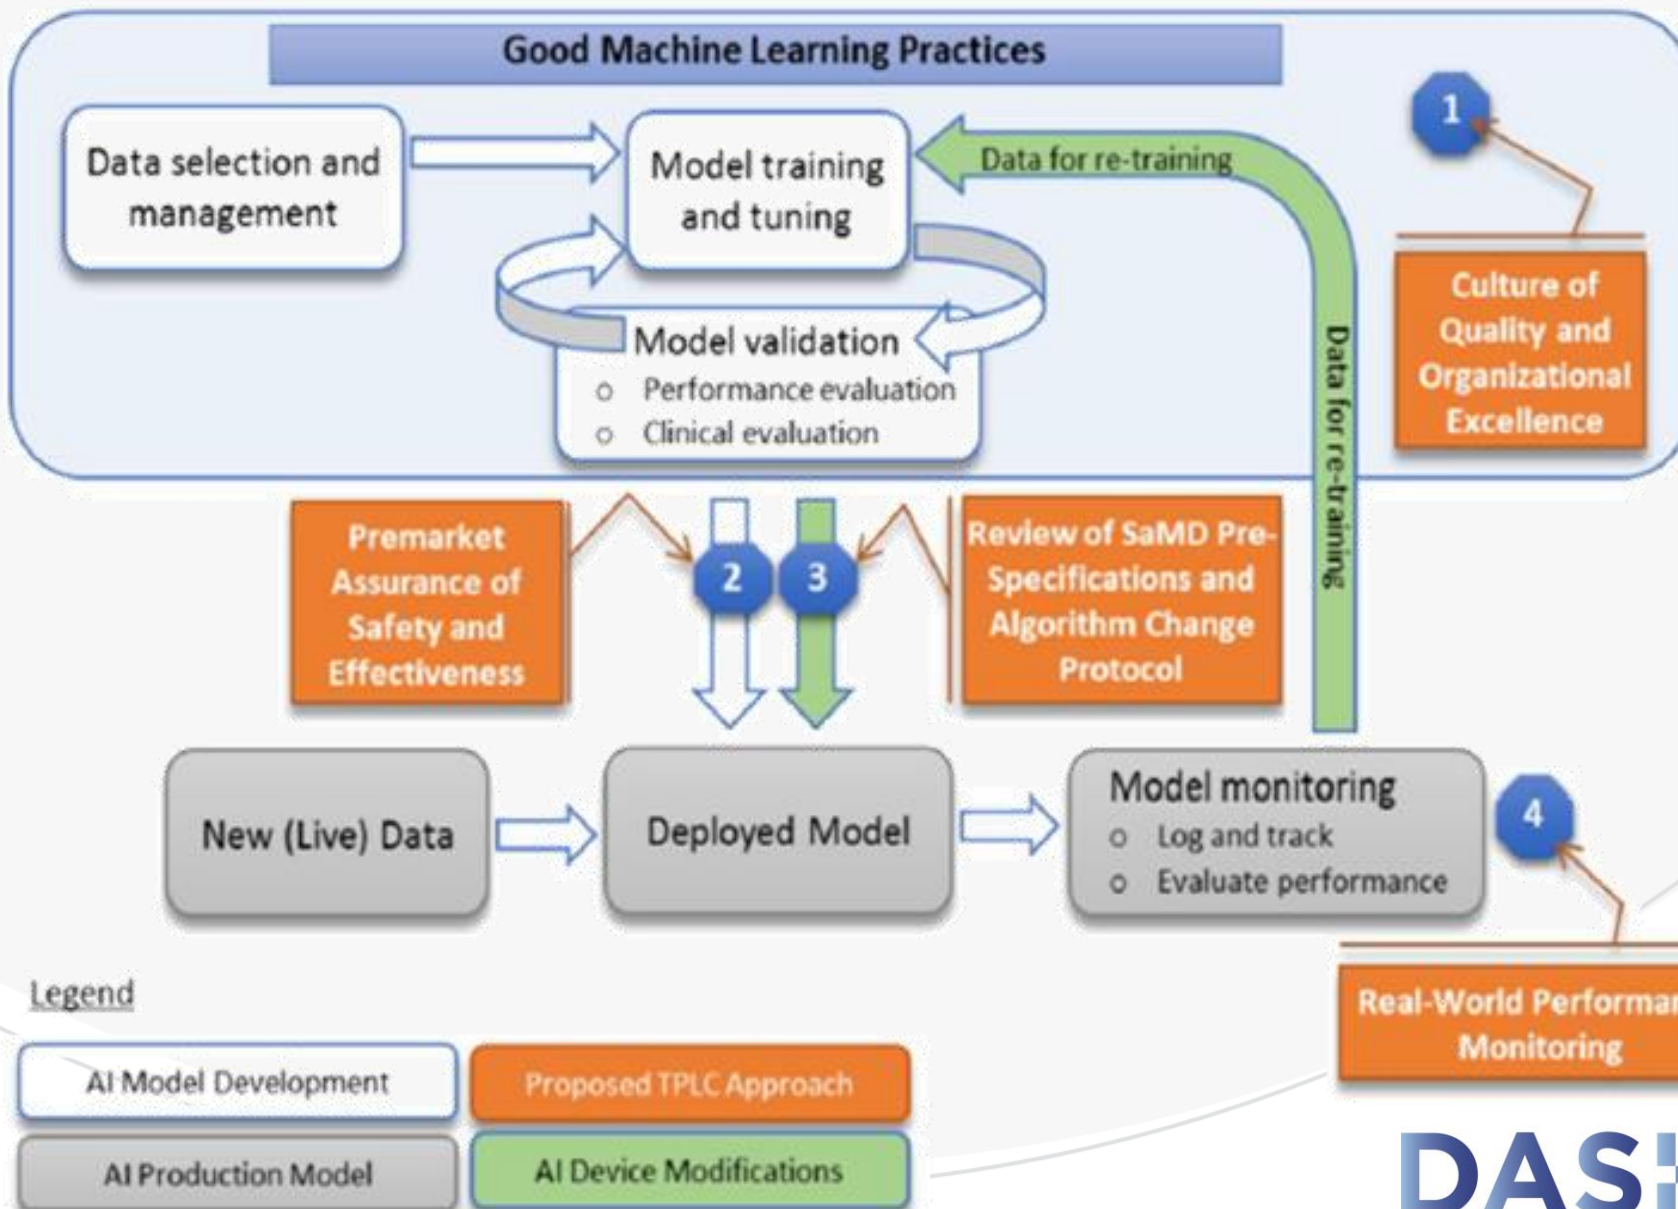 Good Machine Learning Practices
Data selection and
management
Model training
and tuning
Data for re-training
1
Culture of
Quality and
Organizational
Excellence
Model validation
o Performance evaluation
o Clinical evaluation
Data for re-training
Premarket
Assurance of
Safety and
Effectiveness
2
3
Review of SaMD Pre-
Specifications and
Algorithm Change
Protocol
New (Live) Data
Deployed Model
Model monitoring
o Log and track
o Evaluate performance
4
Real-World Performan
Monitoring
Legend
AI Model Development
Proposed TPLC Approach
AI Production Model
AI Device Modifications
DAS